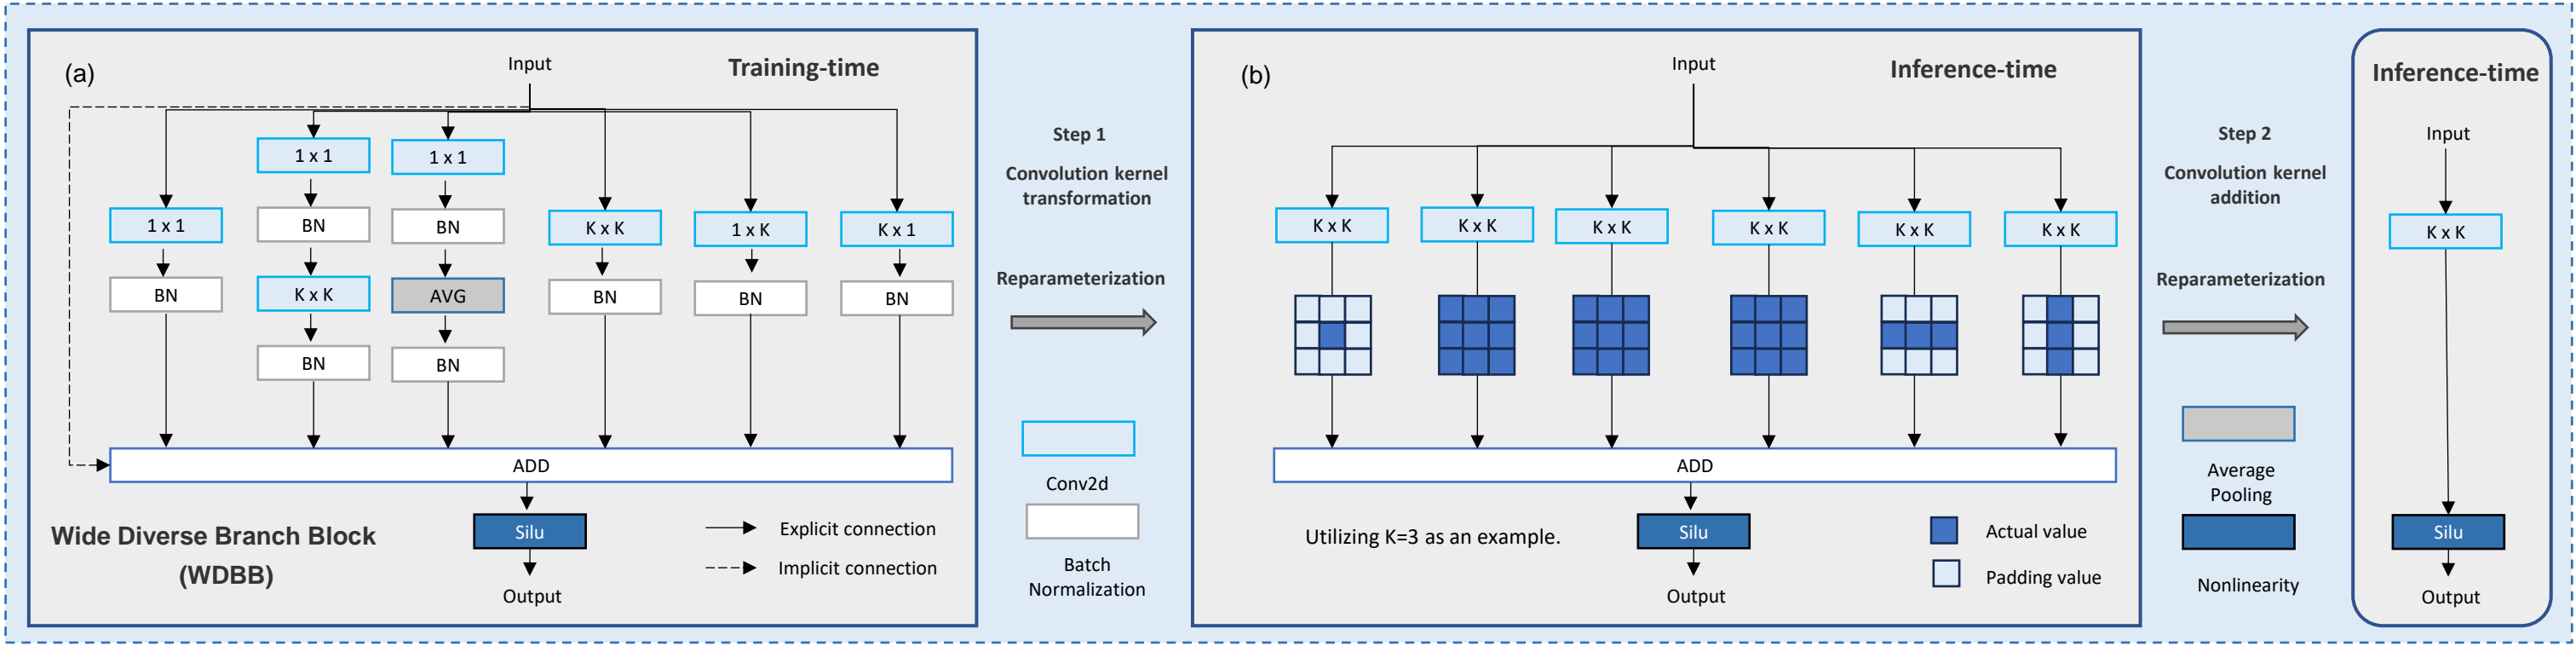 (a)
Input
Training-time
1 x 1
1 x 1
1 x 1
BN
BN
K x K
1 x K
K x 1
BN
K x K
AVG
BN
BN
BN
BN
BN
ADD
Silu
Output
Wide Diverse Branch Block
(WDBB)
Explicit connection
Implicit connection
Step 1
Convolution kernel
transformation
Reparameterization
Conv2d
Batch
Normalization
(b)
Input
Inference-time
K x K
K x K
K x K
K x K
K x K
K x K
ADD
Utilizing K=3 as an example.
Silu
Output
Actual value
Padding value
Step 2
Convolution kernel
addition
Reparameterization
Average
Pooling
Nonlinearity
Inference-time
Input
K x K
Silu
Output